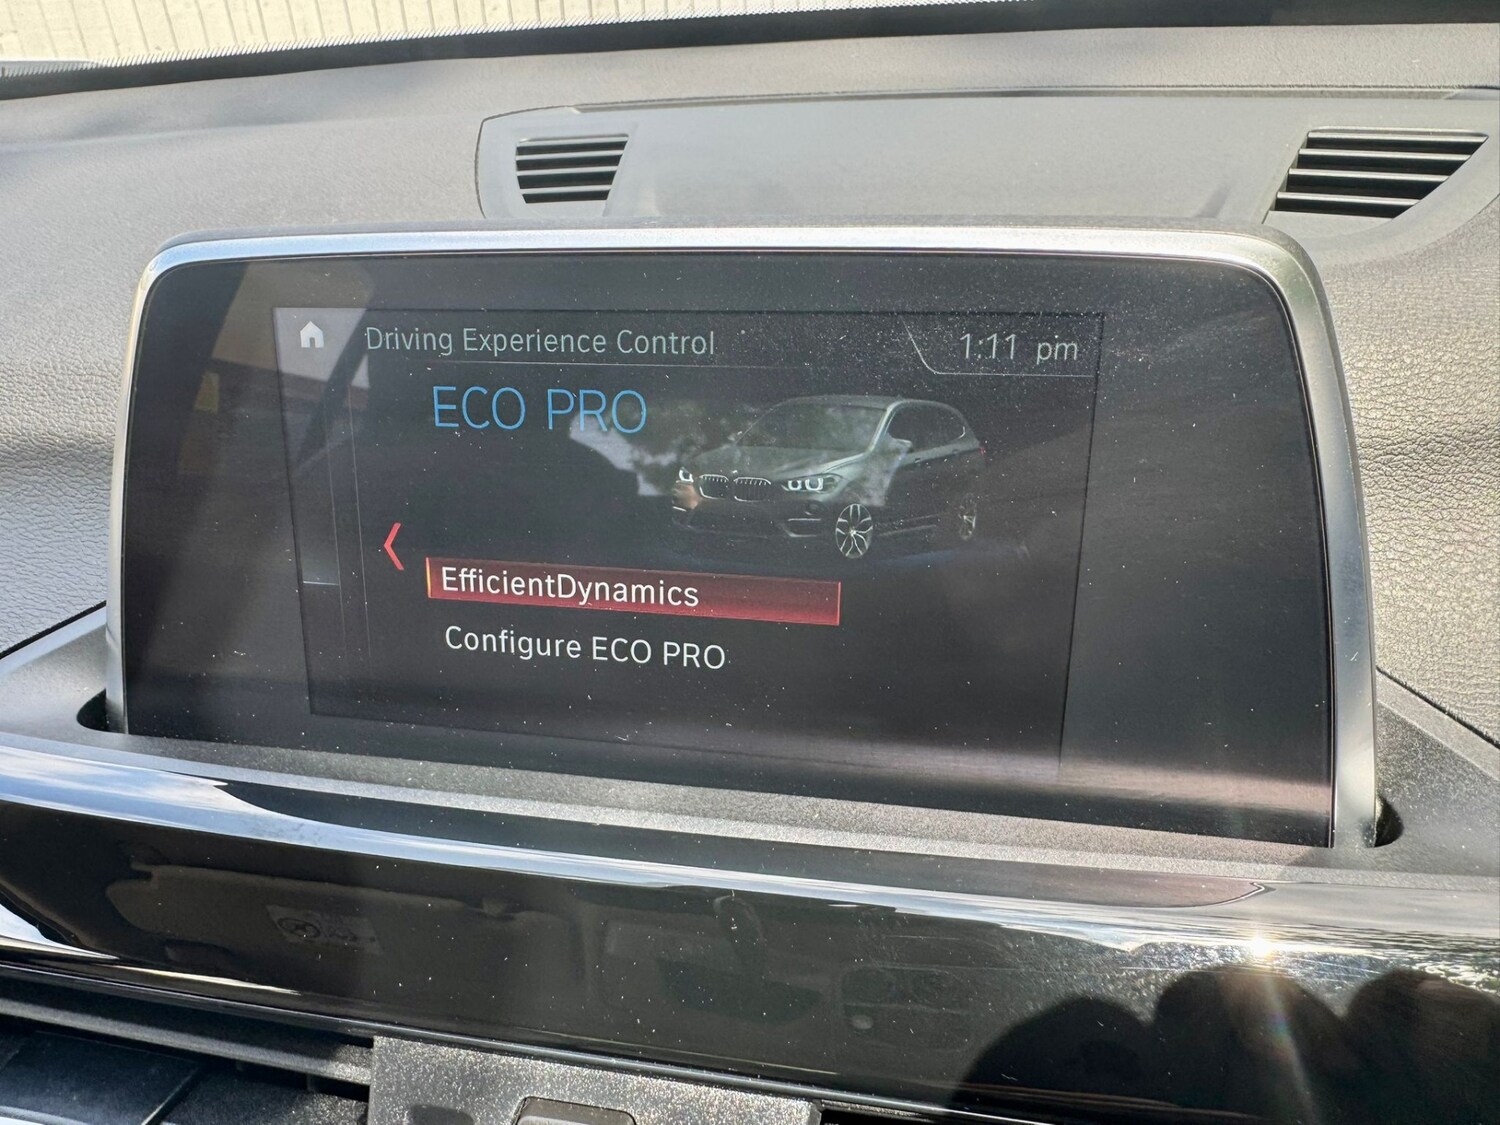 Driving Experience Control
1:11 pm
ECO PRO
EfficientDynamics
Configure ECO PRO